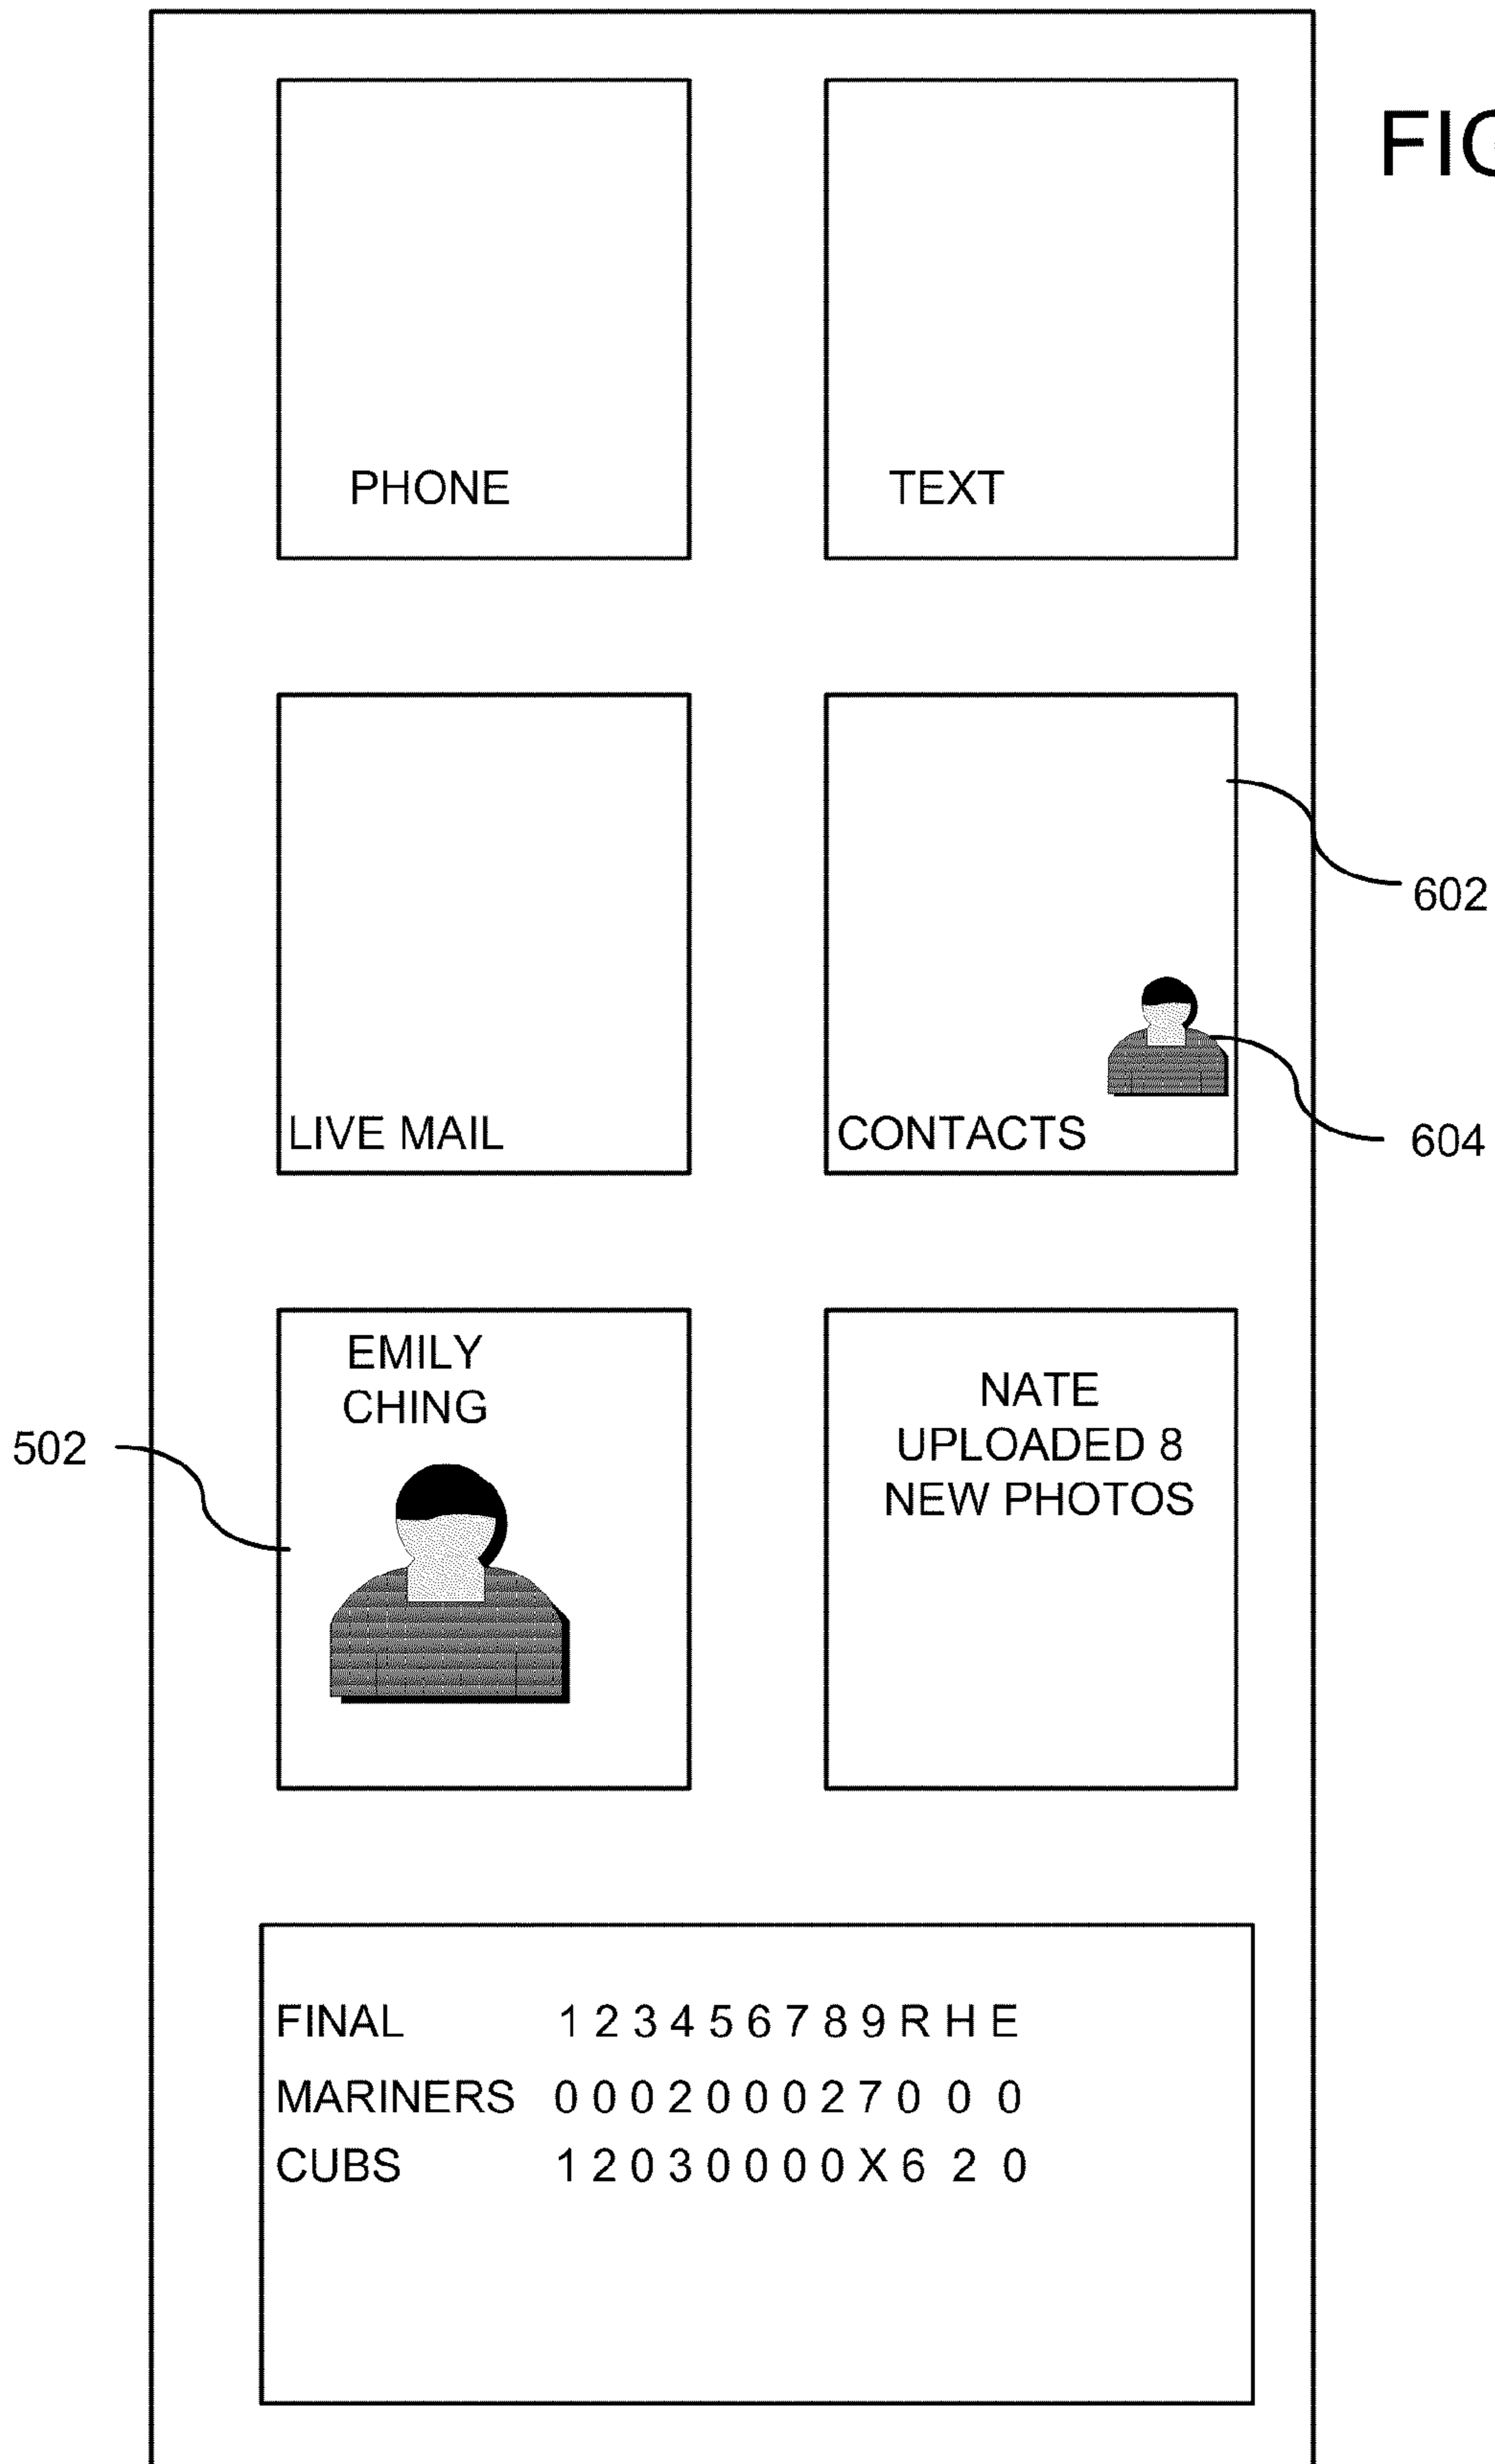 FIG
PHONE
TEXT
602
LIVE MAIL
CONTACTS
604
EMILY
CHING
NATE
UPLOADED 8
NEW PHOTOS
502
FINAL 1 2 3 4 5 6 7 8 9 R H E
MARINERS 0 0 0 2 0 0 0 2 7 0 0 0
CUBS 1 2 0 3 0 0 0 0 X 6 2 0